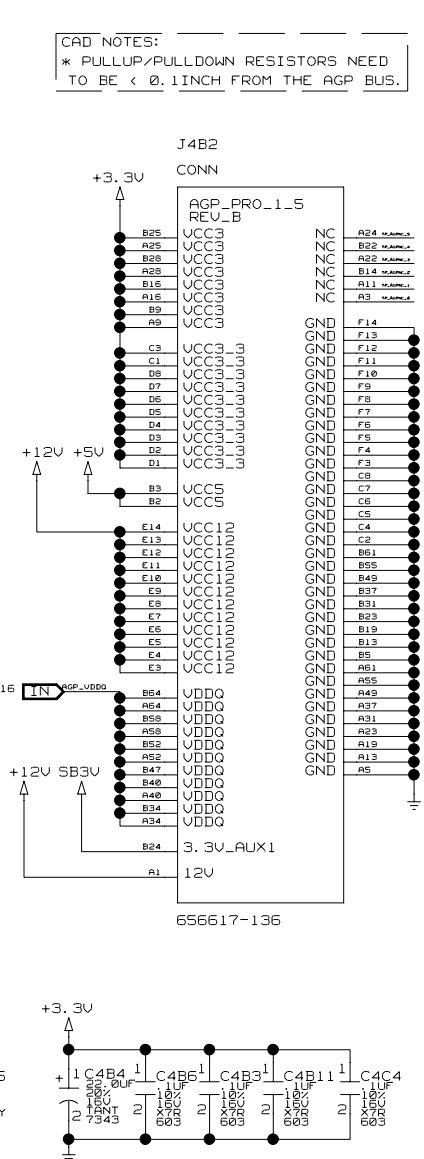 CAD NOTES:
* PULLUP/PULLDOWN RESISTORS NEED
TO BE < 0.1INCH FROM THE AGP BUS.
J4B2
CONN
+3.3V
AGP_PRO_1_5
REV_B
B25 VCC3 NC A24
A25 VCC3 NC B22
B28 VCC3 NC A22
A28 VCC3 NC B14
B16 VCC3 NC A11
A16 VCC3 NC A3
B9 VCC3
A9 VCC3 GND F14
GND F13
C3 VCC3_3 GND F12
C1 VCC3_3 GND F11
D8 VCC3_3 GND F10
D7 VCC3_3 GND F9
D6 VCC3_3 GND F8
D5 VCC3_3 GND F7
D4 VCC3_3 GND F6
D3 VCC3_3 GND F5
D2 VCC3_3 GND F4
D1 VCC3_3 GND F3
+12V +5V
GND C8
B3 VCC5 GND C7
B2 VCC5 GND C6
GND C5
E14 VCC12 GND C4
E13 VCC12 GND C2
E12 VCC12 GND B61
E11 VCC12 GND B55
E10 VCC12 GND B49
E9 VCC12 GND B37
E8 VCC12 GND B31
E7 VCC12 GND B23
E6 VCC12 GND B19
E5 VCC12 GND B13
E4 VCC12 GND B5
E3 VCC12 GND A61
GND A55
16 IN AGP_VDDQ
B64 VDDQ GND A49
A64 VDDQ GND A37
B58 VDDQ GND A31
A58 VDDQ GND A23
B52 VDDQ GND A19
A52 VDDQ GND A13
B47 VDDQ GND A5
B40 VDDQ
A40 VDDQ
B34 VDDQ
A34 VDDQ
+12V SB3V
B24 3.3V_AUX1
A1 12V
656617-136
+3.3V
+ 1 C4B4
22.0UF
20%
16V
TANT
2 7343
1 C4B6
.1UF
10%
16V
X7R
2 603
1 C4B3
.1UF
10%
16V
X7R
2 603
1 C4B11
.1UF
10%
16V
X7R
2 603
1 C4C4
.1UF
10%
16V
X7R
2 603